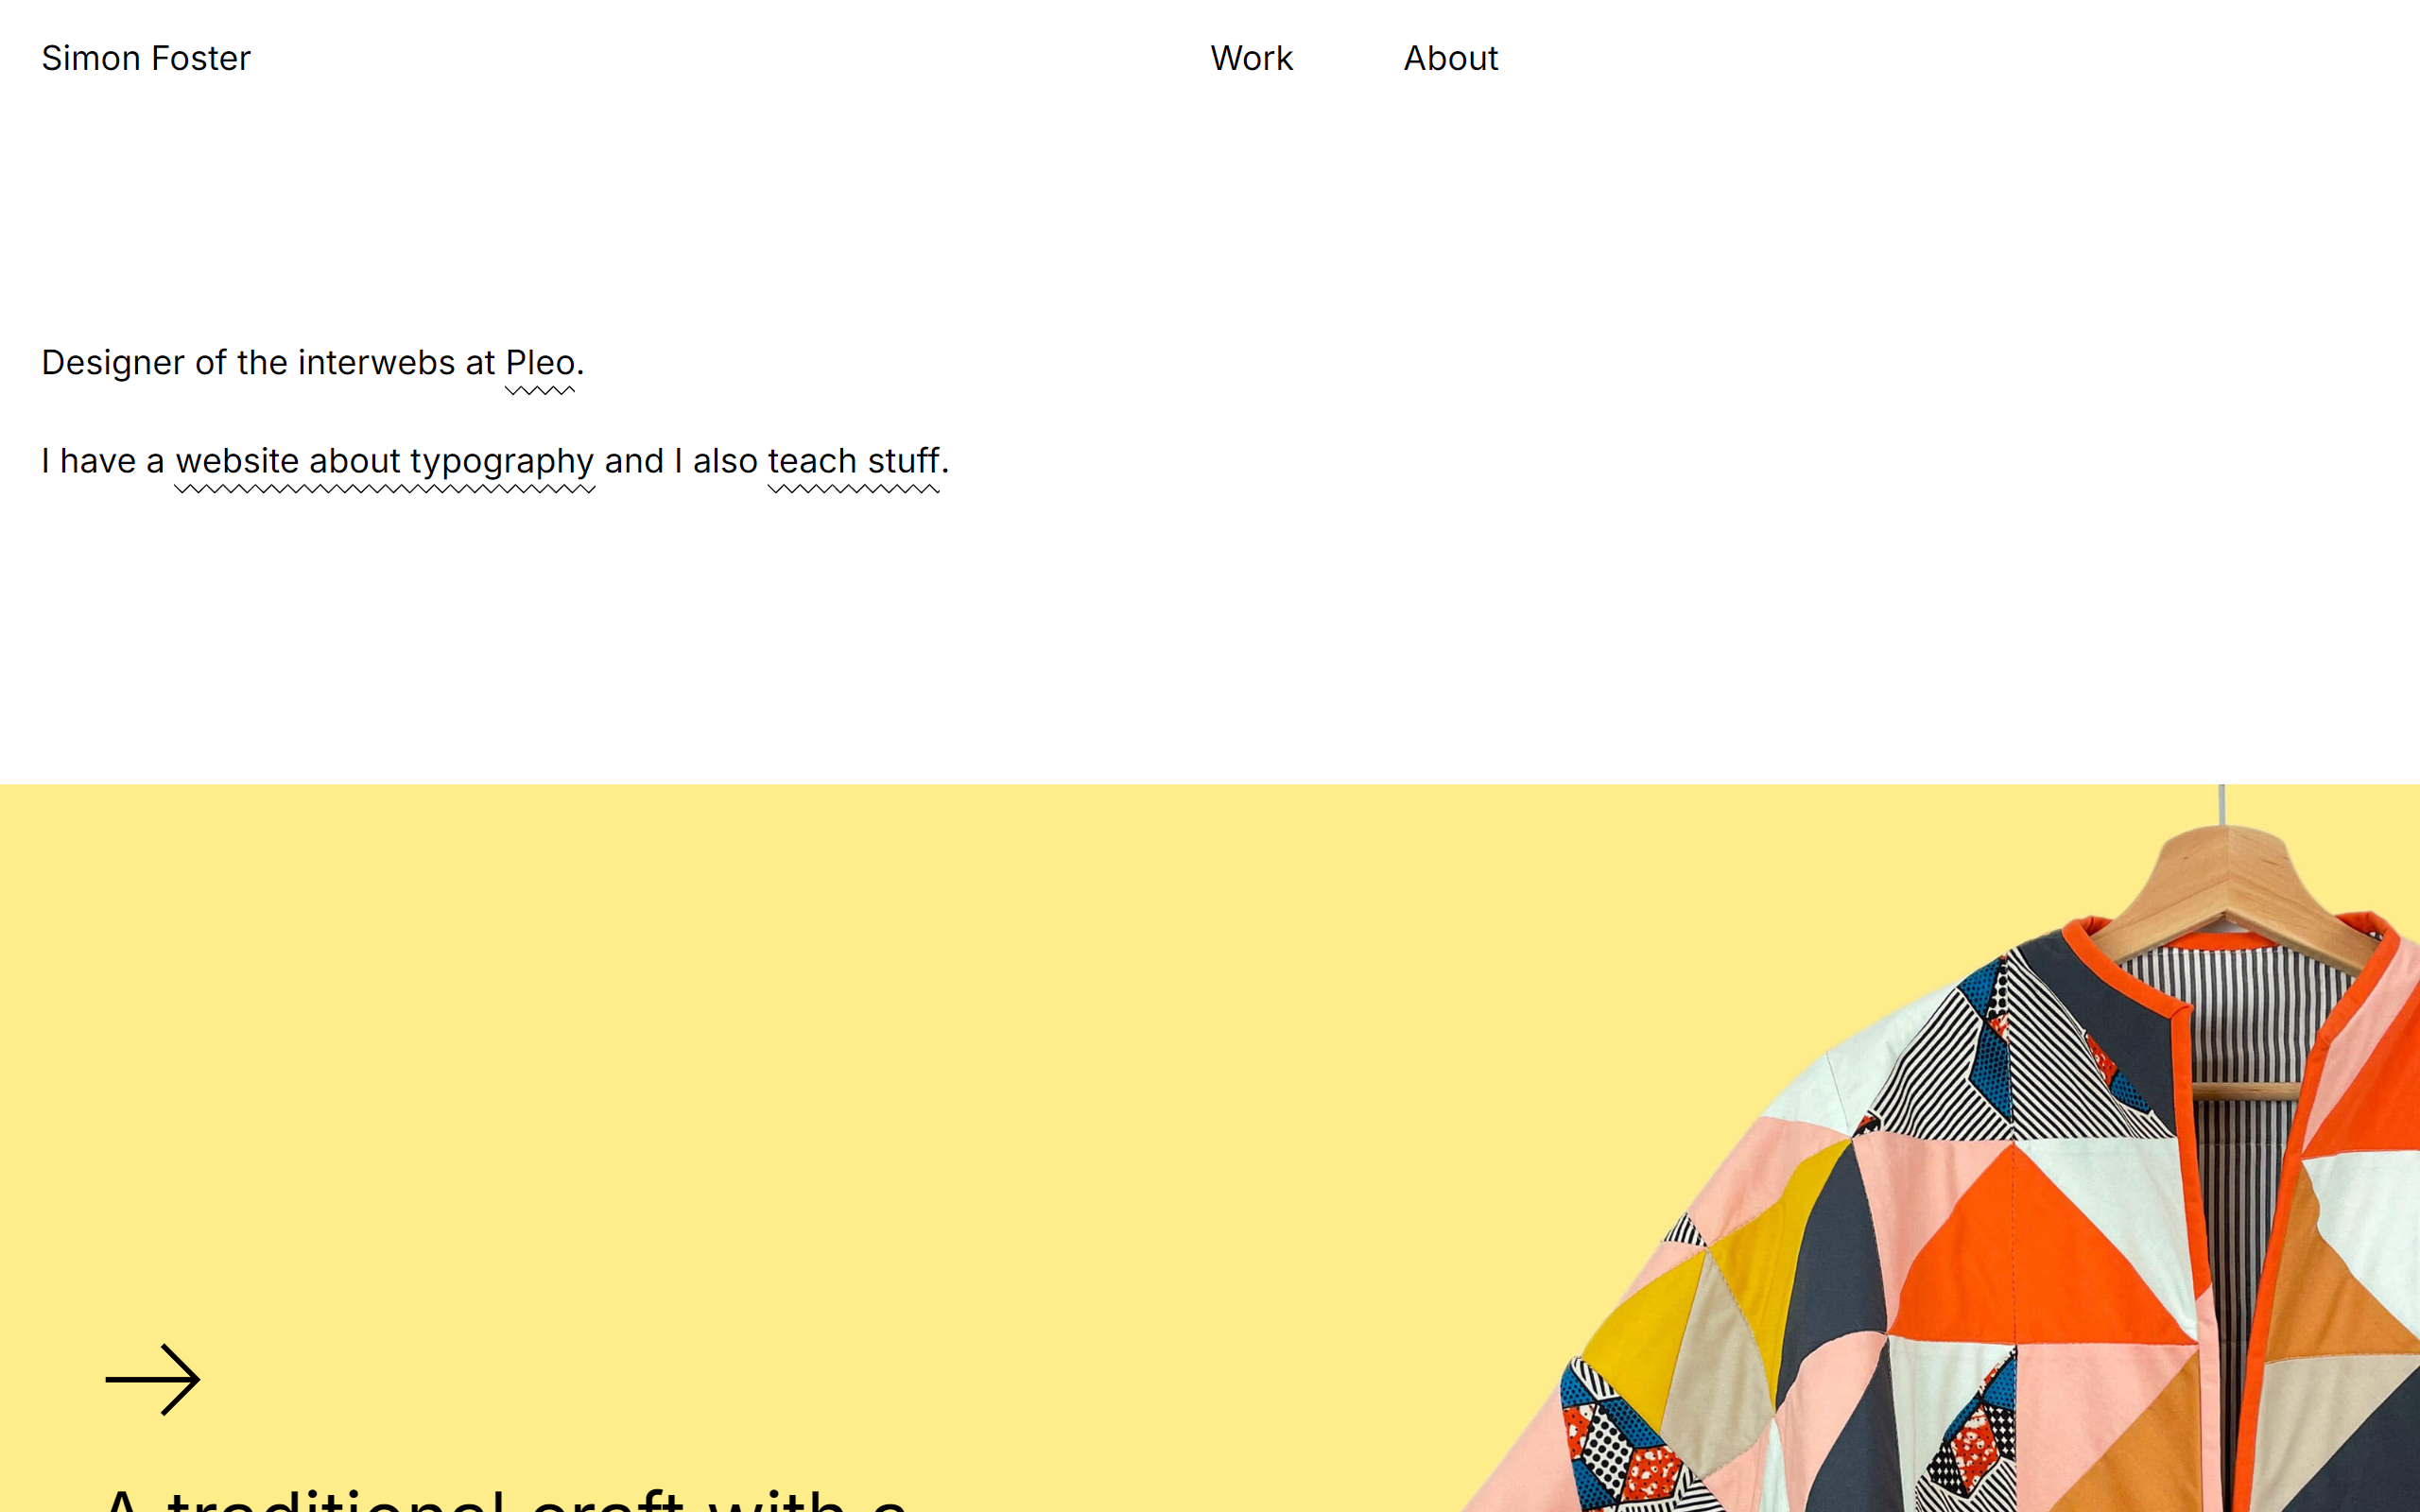 Simon Foster
Work
About
Designer of the interwebs at Pleo.
I have a website about typography and I also teach stuff.
A traditional craft with a